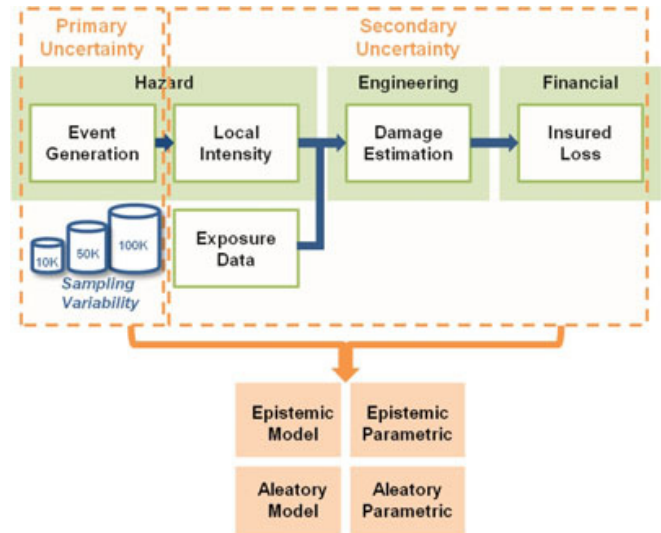 Primary
Uncertainty
Secondary
Uncertainty
Hazard
Engineering
Financial
Event
Generation
Local
Intensity
Damage
Estimation
Insured
Loss
10K
50K
100K
Sampling
Variability
Exposure
Data
Epistemic
Model
Epistemic
Parametric
Aleatory
Model
Aleatory
Parametric